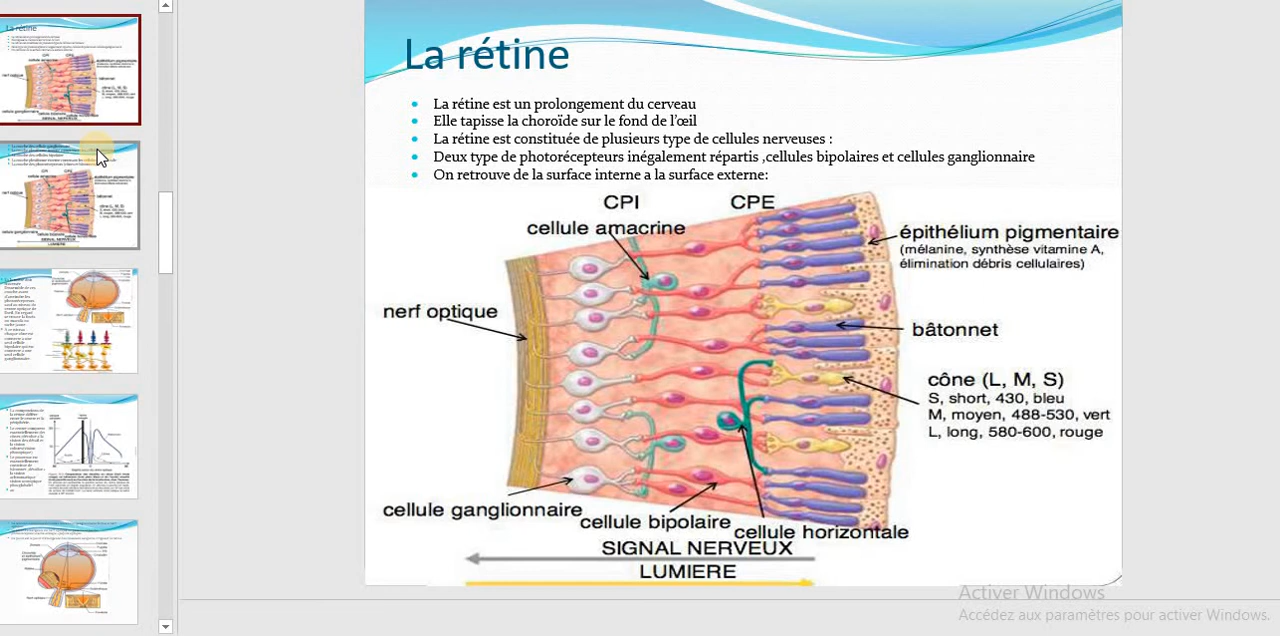 La rétine
La rétine est un prolongement du cerveau
Elle tapisse la choroïde sur le fond de l'œil
La rétine est constituée de plusieurs type de cellules nerveuses :
Deux type de photorécepteurs inégalement répartis ,cellules bipolaires et cellules ganglionnaire
On retrouve de la surface interne a la surface externe:
CPI
CPE
cellule amacrine
épithélium pigmentaire
(mélanine, synthèse vitamine A,
élimination débris cellulaires)
nerf optique
bâtonnet
cône (L, M, S)
S, short, 430, bleu
M, moyen, 488-530, vert
L, long, 580-600, rouge
cellule ganglionnaire
cellule bipolaire
cellule horizontale
SIGNAL NERVEUX
LUMIERE
Activer Windows
Accédez aux paramètres pour activer Windows.